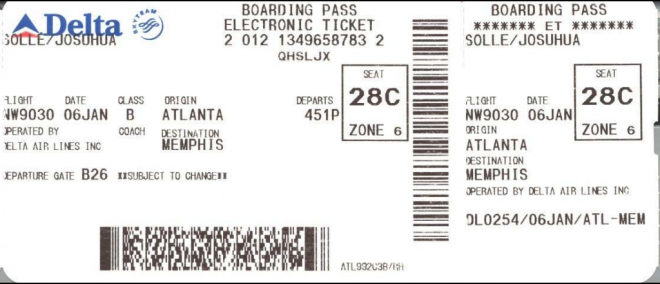 Delta
SKYTEAM
BOARDING PASS
ELECTRONIC TICKET
SOLLE/JOSUHUA
2 012 1349658783 2
QHSLJX
SEAT
28C
ZONE 6
FLIGHT DATE CLASS ORIGIN DEPARTS
NW9030 06JAN B ATLANTA 451P
OPERATED BY COACH DESTINATION
DELTA AIR LINES INC MEMPHIS
DEPARTURE GATE B26 **SUBJECT TO CHANGE**
BOARDING PASS
******* ET *******
SOLLE/JOSUHUA
SEAT
28C
ZONE 6
FLIGHT DATE
NW9030 06JAN
ORIGIN
ATLANTA
DESTINATION
MEMPHIS
OPERATED BY DELTA AIR LINES INC
DL0254/06JAN/ATL-MEM